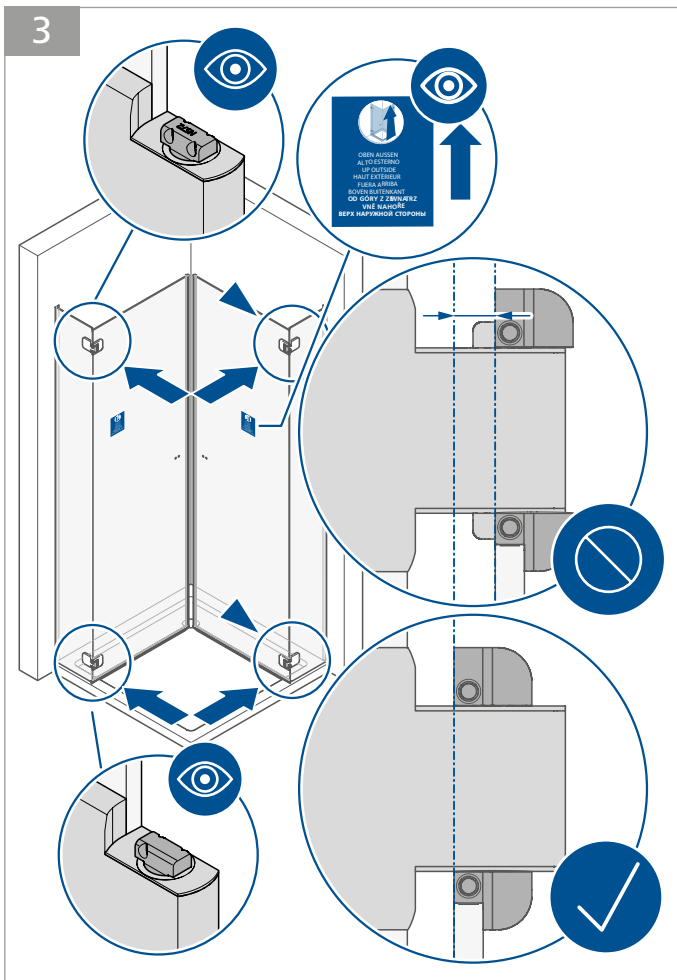 3
OBEN AUSSEN
ALTO ESTERNO
UP OUTSIDE
HAUT EXTÉRIEUR
FUERA ARRIBA
BOVEN BUITENKANT
OD GÓRY Z ZEWNĄTRZ
VNĚ NAHOŘE
ВЕРХ НАРУЖНОЙ СТОРОНЫ